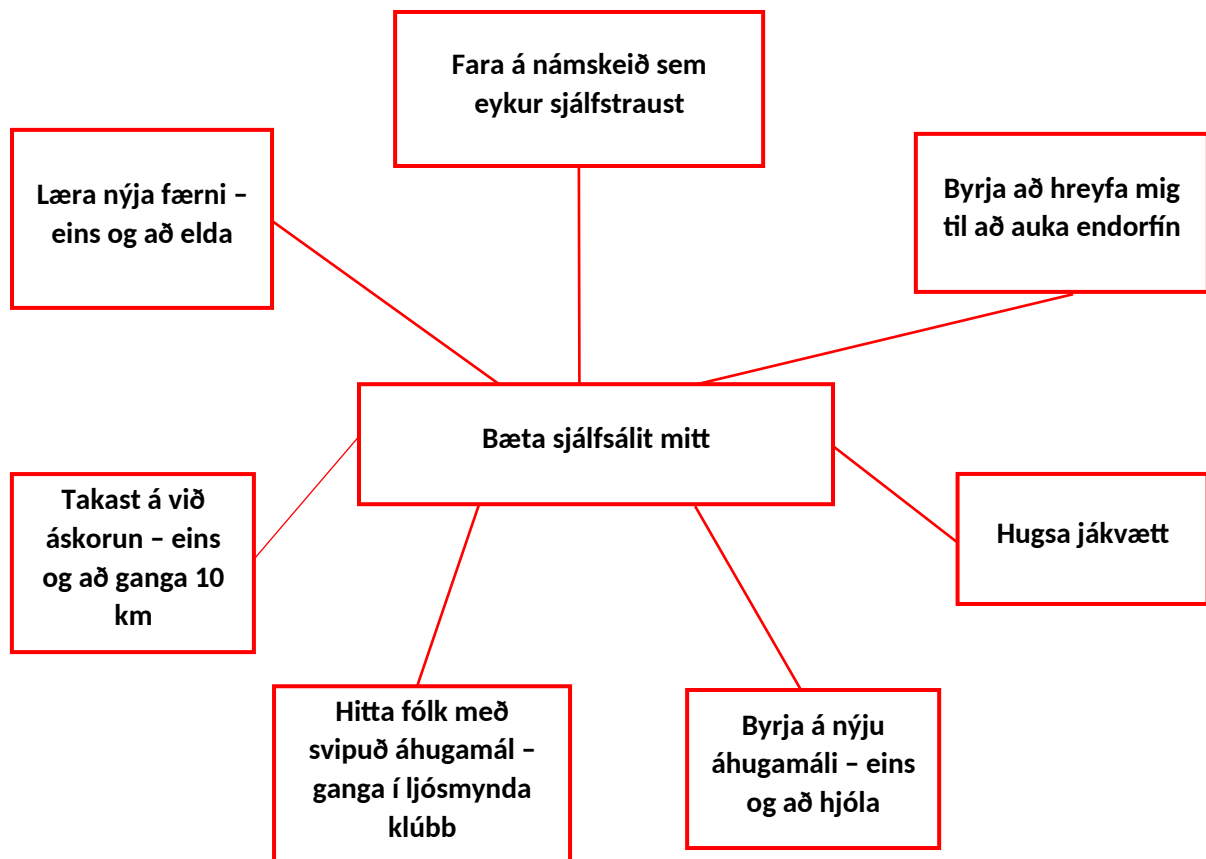 Fara á námskeið sem
eykur sjálfstraust
Læra nýja færni –
eins og að elda
Byrja að hreyfa mig
til að auka endorfín
Bæta sjálfsálit mitt
Takast á við
áskorun – eins
og að ganga 10
km
Hugsa jákvætt
Hitta fólk með
svipuð áhugamál –
ganga í ljósmynda
klúbb
Byrja á nýju
áhugamáli – eins
og að hjóla